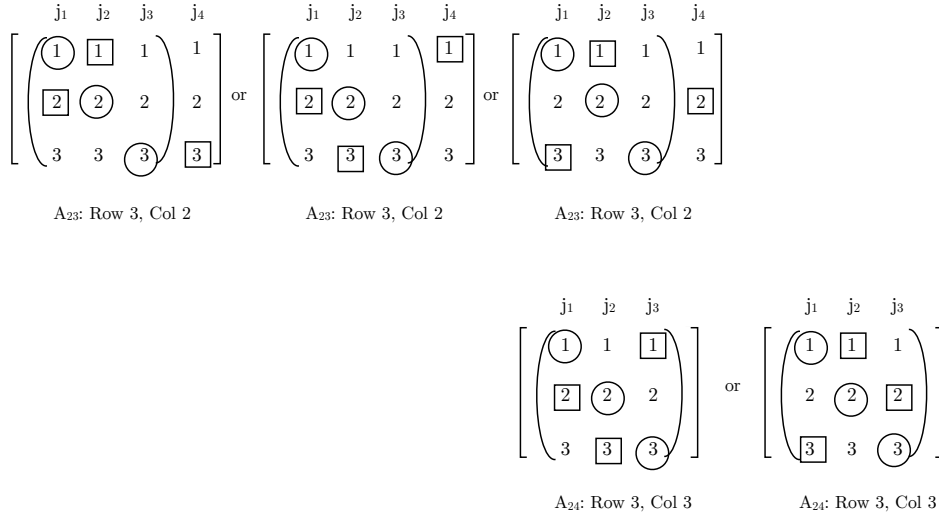 j₁ j₂ j₃ j₄ j₁ j₂ j₃ j₄ j₁ j₂ j₃ j₄
1 1 1 1 1 1 1 1 1 1 1 1
2 2 2 2 or 2 2 2 2 or 2 2 2 2
3 3 3 3 3 3 3 3 3 3 3 3
A₂₃: Row 3, Col 2 A₂₃: Row 3, Col 2 A₂₃: Row 3, Col 2
j₁ j₂ j₃ j₁ j₂ j₃
1 1 1 1 1 1
2 2 2 or 2 2 2
3 3 3 3 3 3
A₂₄: Row 3, Col 3 A₂₄: Row 3, Col 3